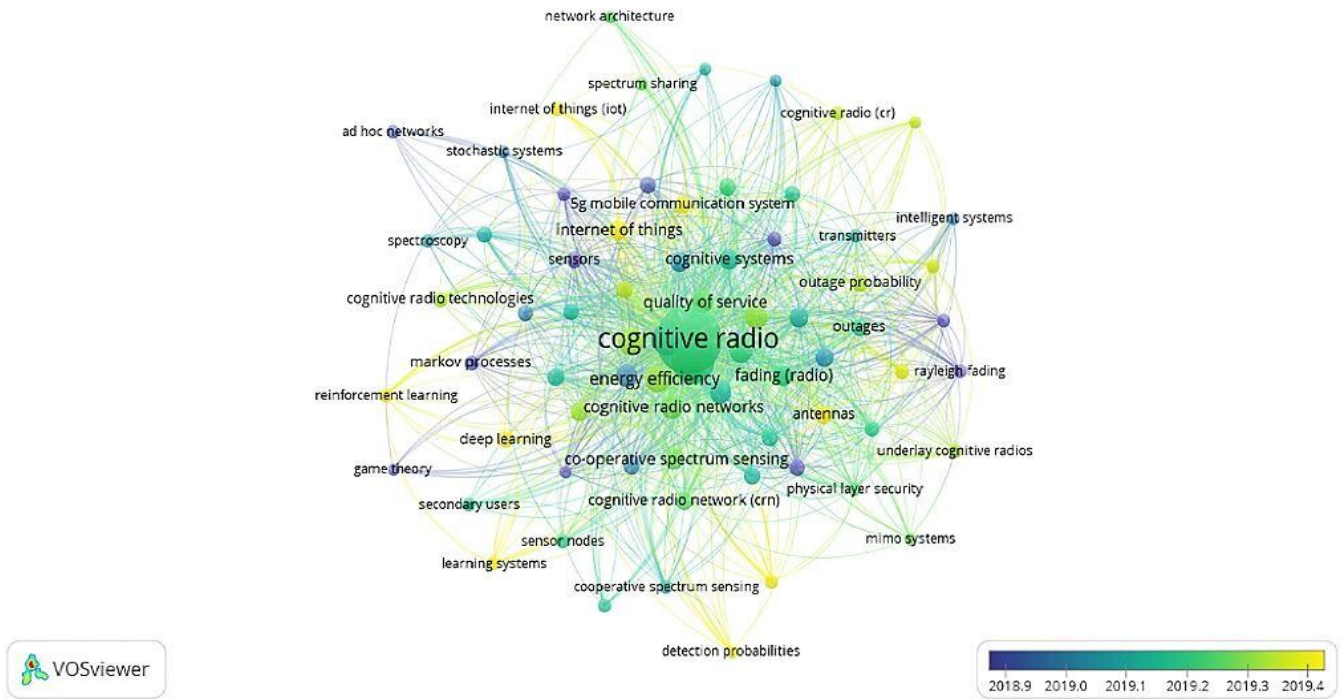 network architecture
spectrum sharing
internet of things (iot)
cognitive radio (cr)
ad hoc networks
stochastic systems
5g mobile communication system
intelligent systems
internet of things
transmitters
spectroscopy
sensors
cognitive systems
outage probability
cognitive radio technologies
quality of service
outages
cognitive radio
markov processes
rayleigh fading
energy efficiency
fading (radio)
reinforcement learning
cognitive radio networks
antennas
deep learning
underlay cognitive radios
co-operative spectrum sensing
game theory
physical layer security
cognitive radio network (crn)
secondary users
sensor nodes
mimo systems
learning systems
cooperative spectrum sensing
detection probabilities
VOSviewer
2018.9 2019.0 2019.1 2019.2 2019.3 2019.4